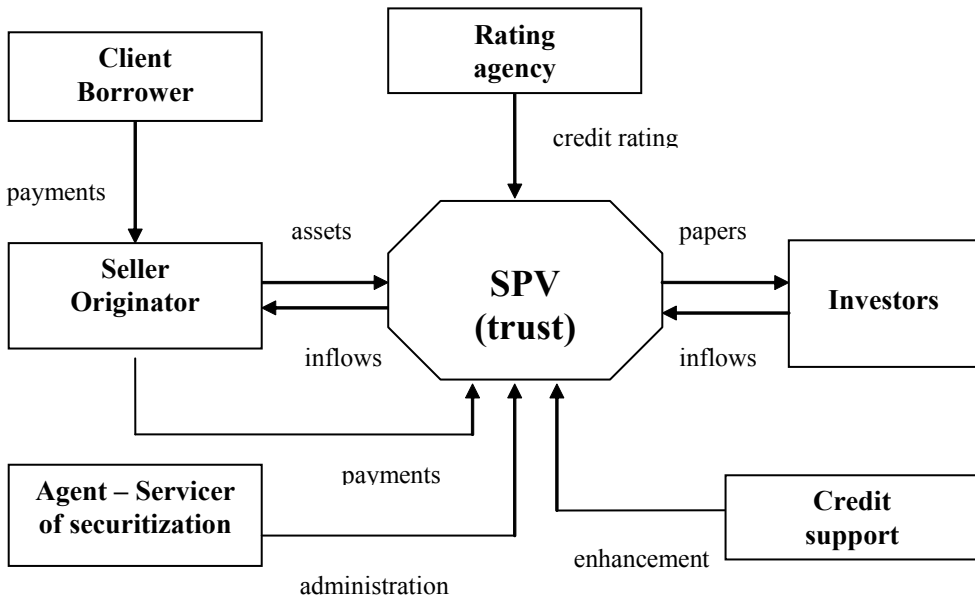 Client
Borrower
Rating
agency
credit rating
payments
Seller
Originator
assets
inflows
SPV
(trust)
papers
inflows
Investors
payments
Agent – Servicer
of securitization
administration
enhancement
Credit
support